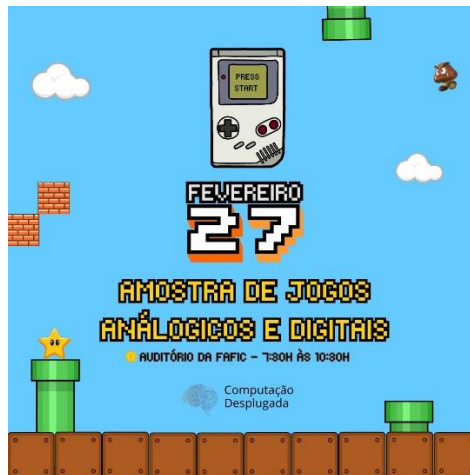 PRESS
START
FEVEREIRO
27
AMOSTRA DE JOGOS
ANÁLOGICOS E DIGITAIS
AUDITÓRIO DA FAFIC - 7:30H ÀS 10:30H
Computação
Desplugada